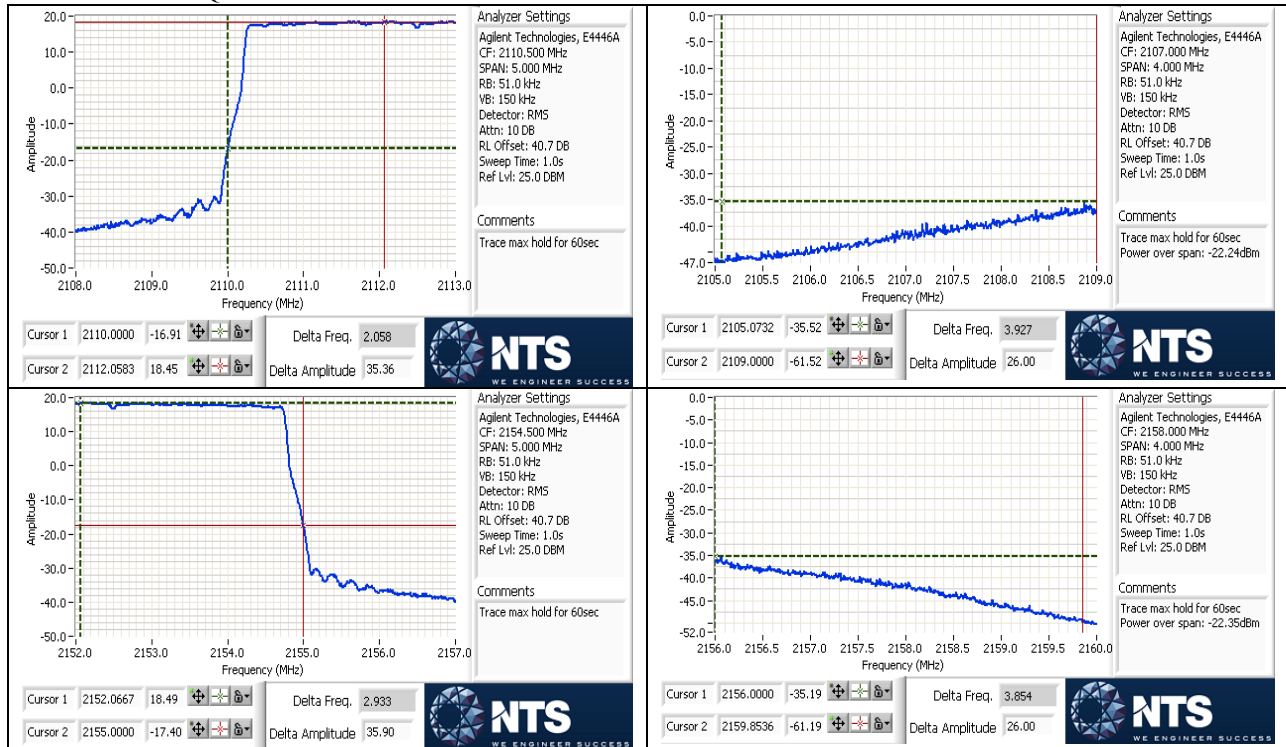 20.0
10.0
0.0
-10.0
-20.0
-30.0
-40.0
-50.0
Amplitude
2108.0 2109.0 2110.0 2111.0 2112.0 2113.0
Frequency (MHz)
Analyzer Settings
Agilent Technologies, E4446A
CF: 2110.500 MHz
SPAN: 5.000 MHz
RB: 51.0 kHz
VB: 150 kHz
Detector: RMS
Attn: 10 DB
RL Offset: 40.7 DB
Sweep Time: 1.0s
Ref Lvl: 25.0 DBM
Comments
Trace max hold for 60sec
Cursor 1 2110.0000 -16.91
Cursor 2 2112.0583 18.45
Delta Freq. 2.058
Delta Amplitude 35.36
NTS
WE ENGINEER SUCCESS
0.0
-5.0
-10.0
-15.0
-20.0
-25.0
-30.0
-35.0
-40.0
-47.0
Amplitude
2105.0 2105.5 2106.0 2106.5 2107.0 2107.5 2108.0 2108.5 2109.0
Frequency (MHz)
Analyzer Settings
Agilent Technologies, E4446A
CF: 2107.000 MHz
SPAN: 4.000 MHz
RB: 51.0 kHz
VB: 150 kHz
Detector: RMS
Attn: 10 DB
RL Offset: 40.7 DB
Sweep Time: 1.0s
Ref Lvl: 25.0 DBM
Comments
Trace max hold for 60sec
Power over span: -22.24dBm
Cursor 1 2105.0732 -35.52
Cursor 2 2109.0000 -61.52
Delta Freq. 3.927
Delta Amplitude 26.00
NTS
WE ENGINEER SUCCESS
20.0
10.0
0.0
-10.0
-20.0
-30.0
-40.0
-50.0
Amplitude
2152.0 2153.0 2154.0 2155.0 2156.0 2157.0
Frequency (MHz)
Analyzer Settings
Agilent Technologies, E4446A
CF: 2154.500 MHz
SPAN: 5.000 MHz
RB: 51.0 kHz
VB: 150 kHz
Detector: RMS
Attn: 10 DB
RL Offset: 40.7 DB
Sweep Time: 1.0s
Ref Lvl: 25.0 DBM
Comments
Trace max hold for 60sec
Cursor 1 2152.0667 18.49
Cursor 2 2155.0000 -17.40
Delta Freq. 2.933
Delta Amplitude 35.90
NTS
WE ENGINEER SUCCESS
0.0
-5.0
-10.0
-15.0
-20.0
-25.0
-30.0
-35.0
-40.0
-45.0
-52.0
Amplitude
2156.0 2156.5 2157.0 2157.5 2158.0 2158.5 2159.0 2159.5 2160.0
Frequency (MHz)
Analyzer Settings
Agilent Technologies, E4446A
CF: 2158.000 MHz
SPAN: 4.000 MHz
RB: 51.0 kHz
VB: 150 kHz
Detector: RMS
Attn: 10 DB
RL Offset: 40.7 DB
Sweep Time: 1.0s
Ref Lvl: 25.0 DBM
Comments
Trace max hold for 60sec
Power over span: -22.35dBm
Cursor 1 2156.0000 -35.19
Cursor 2 2159.8536 -61.19
Delta Freq. 3.854
Delta Amplitude 26.00
NTS
WE ENGINEER SUCCESS